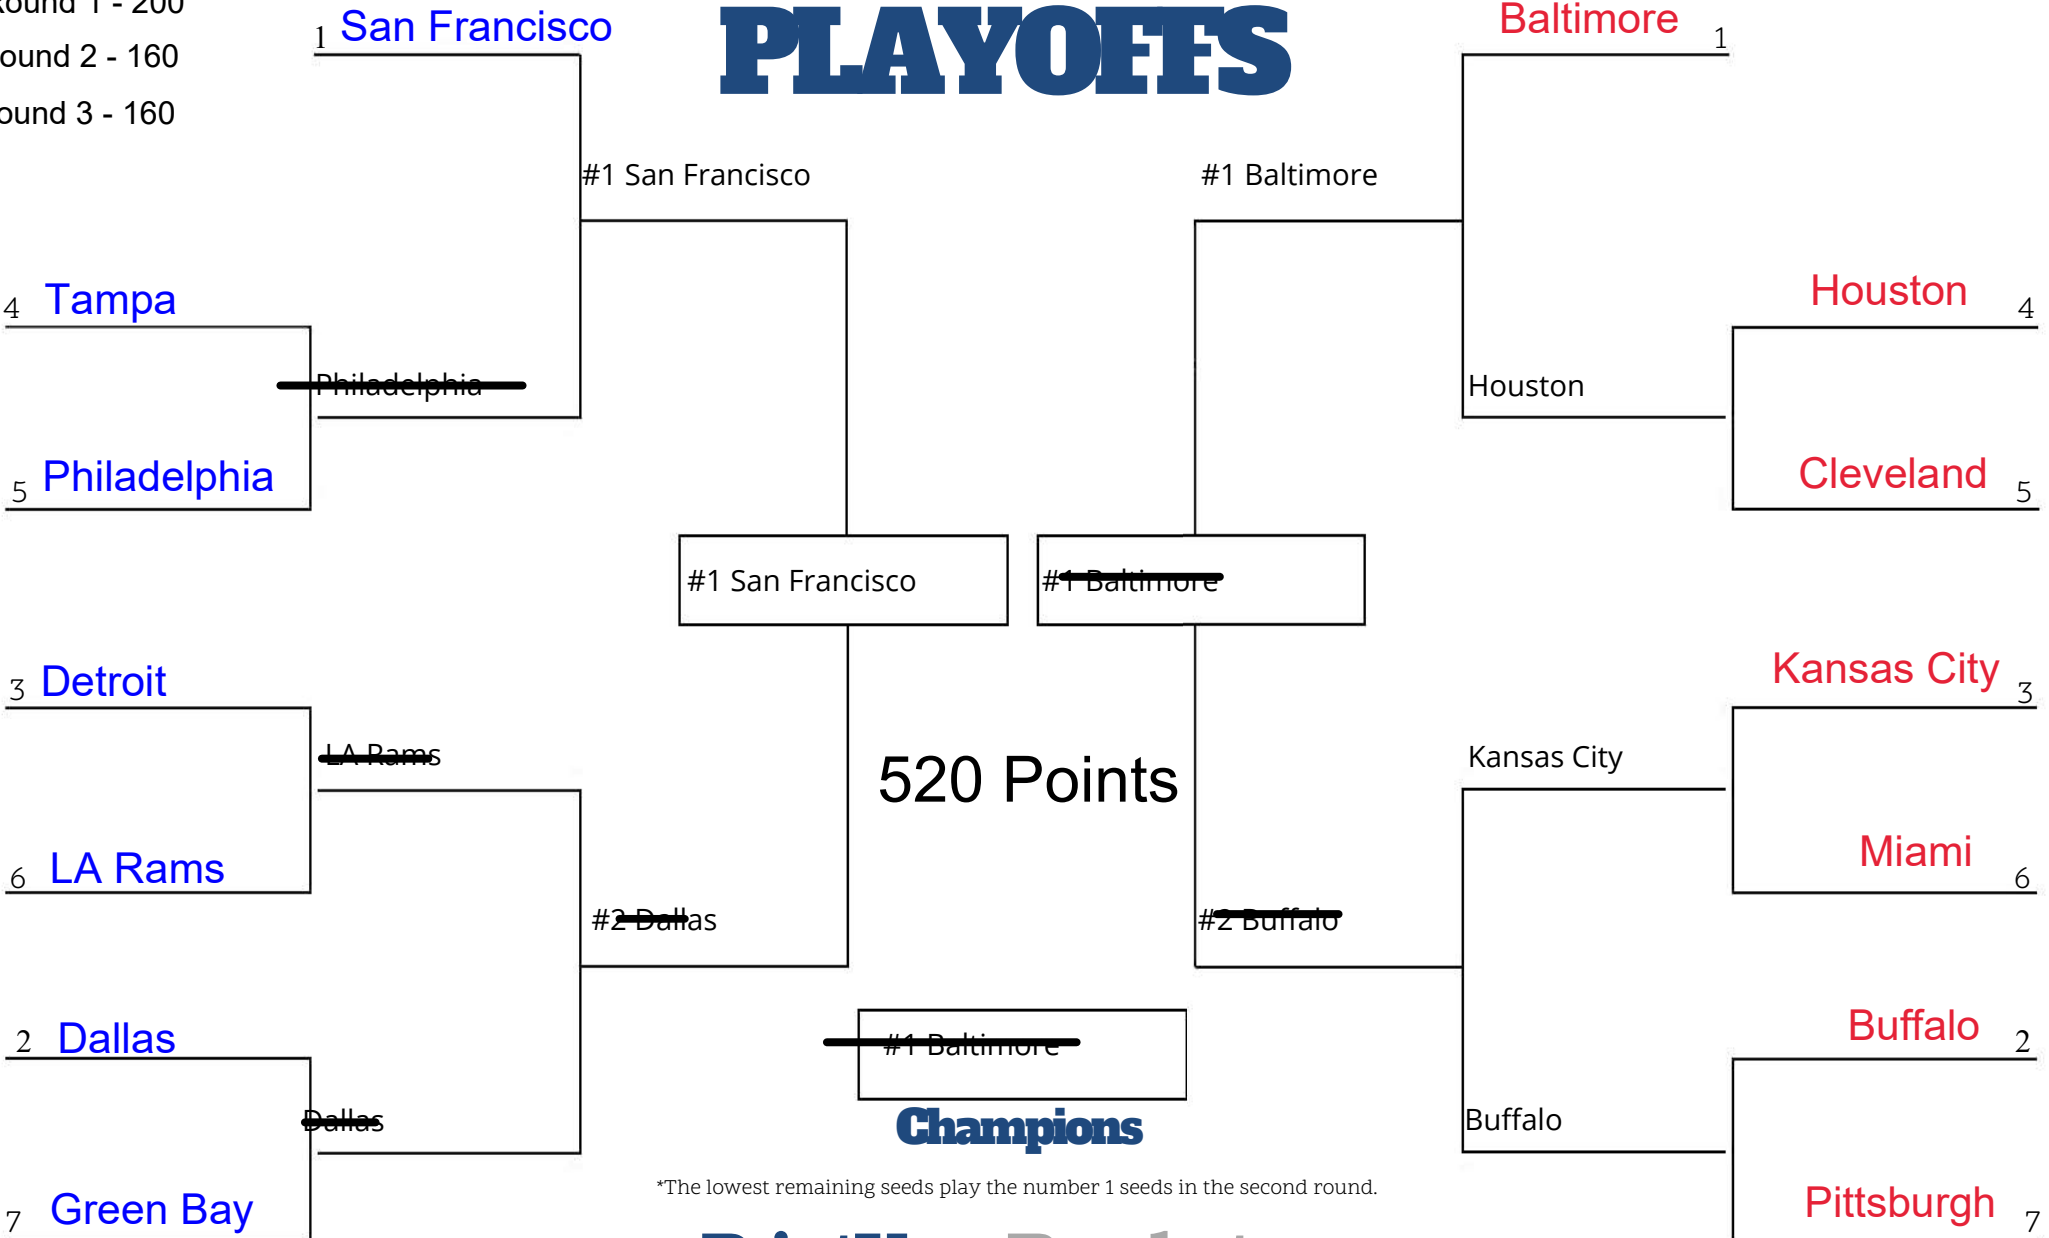 ound 1 - 200
ound 2 - 160
ound 3 - 160
PLAYOFFS
1 San Francisco
Baltimore 1
#1 San Francisco
#1 Baltimore
4 Tampa
Houston 4
Philadelphia
Houston
5 Philadelphia
Cleveland 5
#1 San Francisco
#1 Baltimore
3 Detroit
Kansas City 3
LA Rams
Kansas City
520 Points
6 LA Rams
Miami 6
#2 Dallas
#2 Buffalo
2 Dallas
Buffalo 2
#1 Baltimore
Champions
Dallas
Buffalo
*The lowest remaining seeds play the number 1 seeds in the second round.
7 Green Bay
Pittsburgh 7